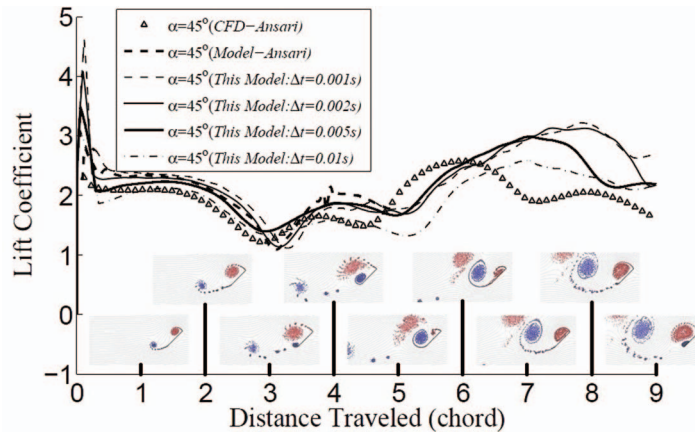 α=45°(CFD−Ansari)
α=45°(Model−Ansari)
α=45°(This Model:Δt=0.001s)
α=45°(This Model:Δt=0.002s)
α=45°(This Model:Δt=0.005s)
α=45°(This Model:Δt=0.01s)
Lift Coefficient
5
4
3
2
1
0
−1
0 1 2 3 4 5 6 7 8 9
Distance Traveled (chord)